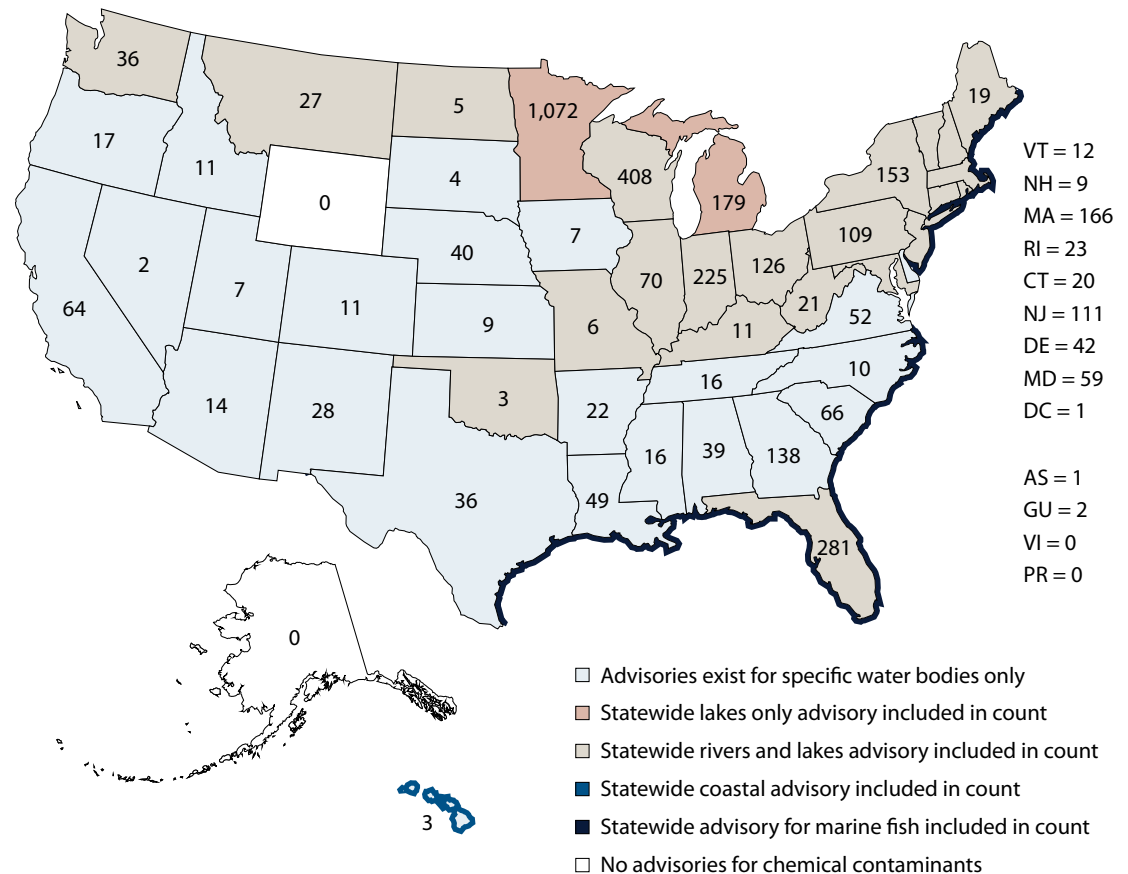 36
27
5
1,072
19
17
11
4
408
153
VT = 12
0
179
NH = 9
MA = 166
40
7
109
RI = 23
2
7
70
225
126
CT = 20
64
11
9
6
11
21
52
NJ = 111
DE = 42
14
28
3
16
10
MD = 59
22
66
DC = 1
16
39
138
36
49
281
AS = 1
GU = 2
VI = 0
PR = 0
0
3
Advisories exist for specific water bodies only
Statewide lakes only advisory included in count
Statewide rivers and lakes advisory included in count
Statewide coastal advisory included in count
Statewide advisory for marine fish included in count
No advisories for chemical contaminants